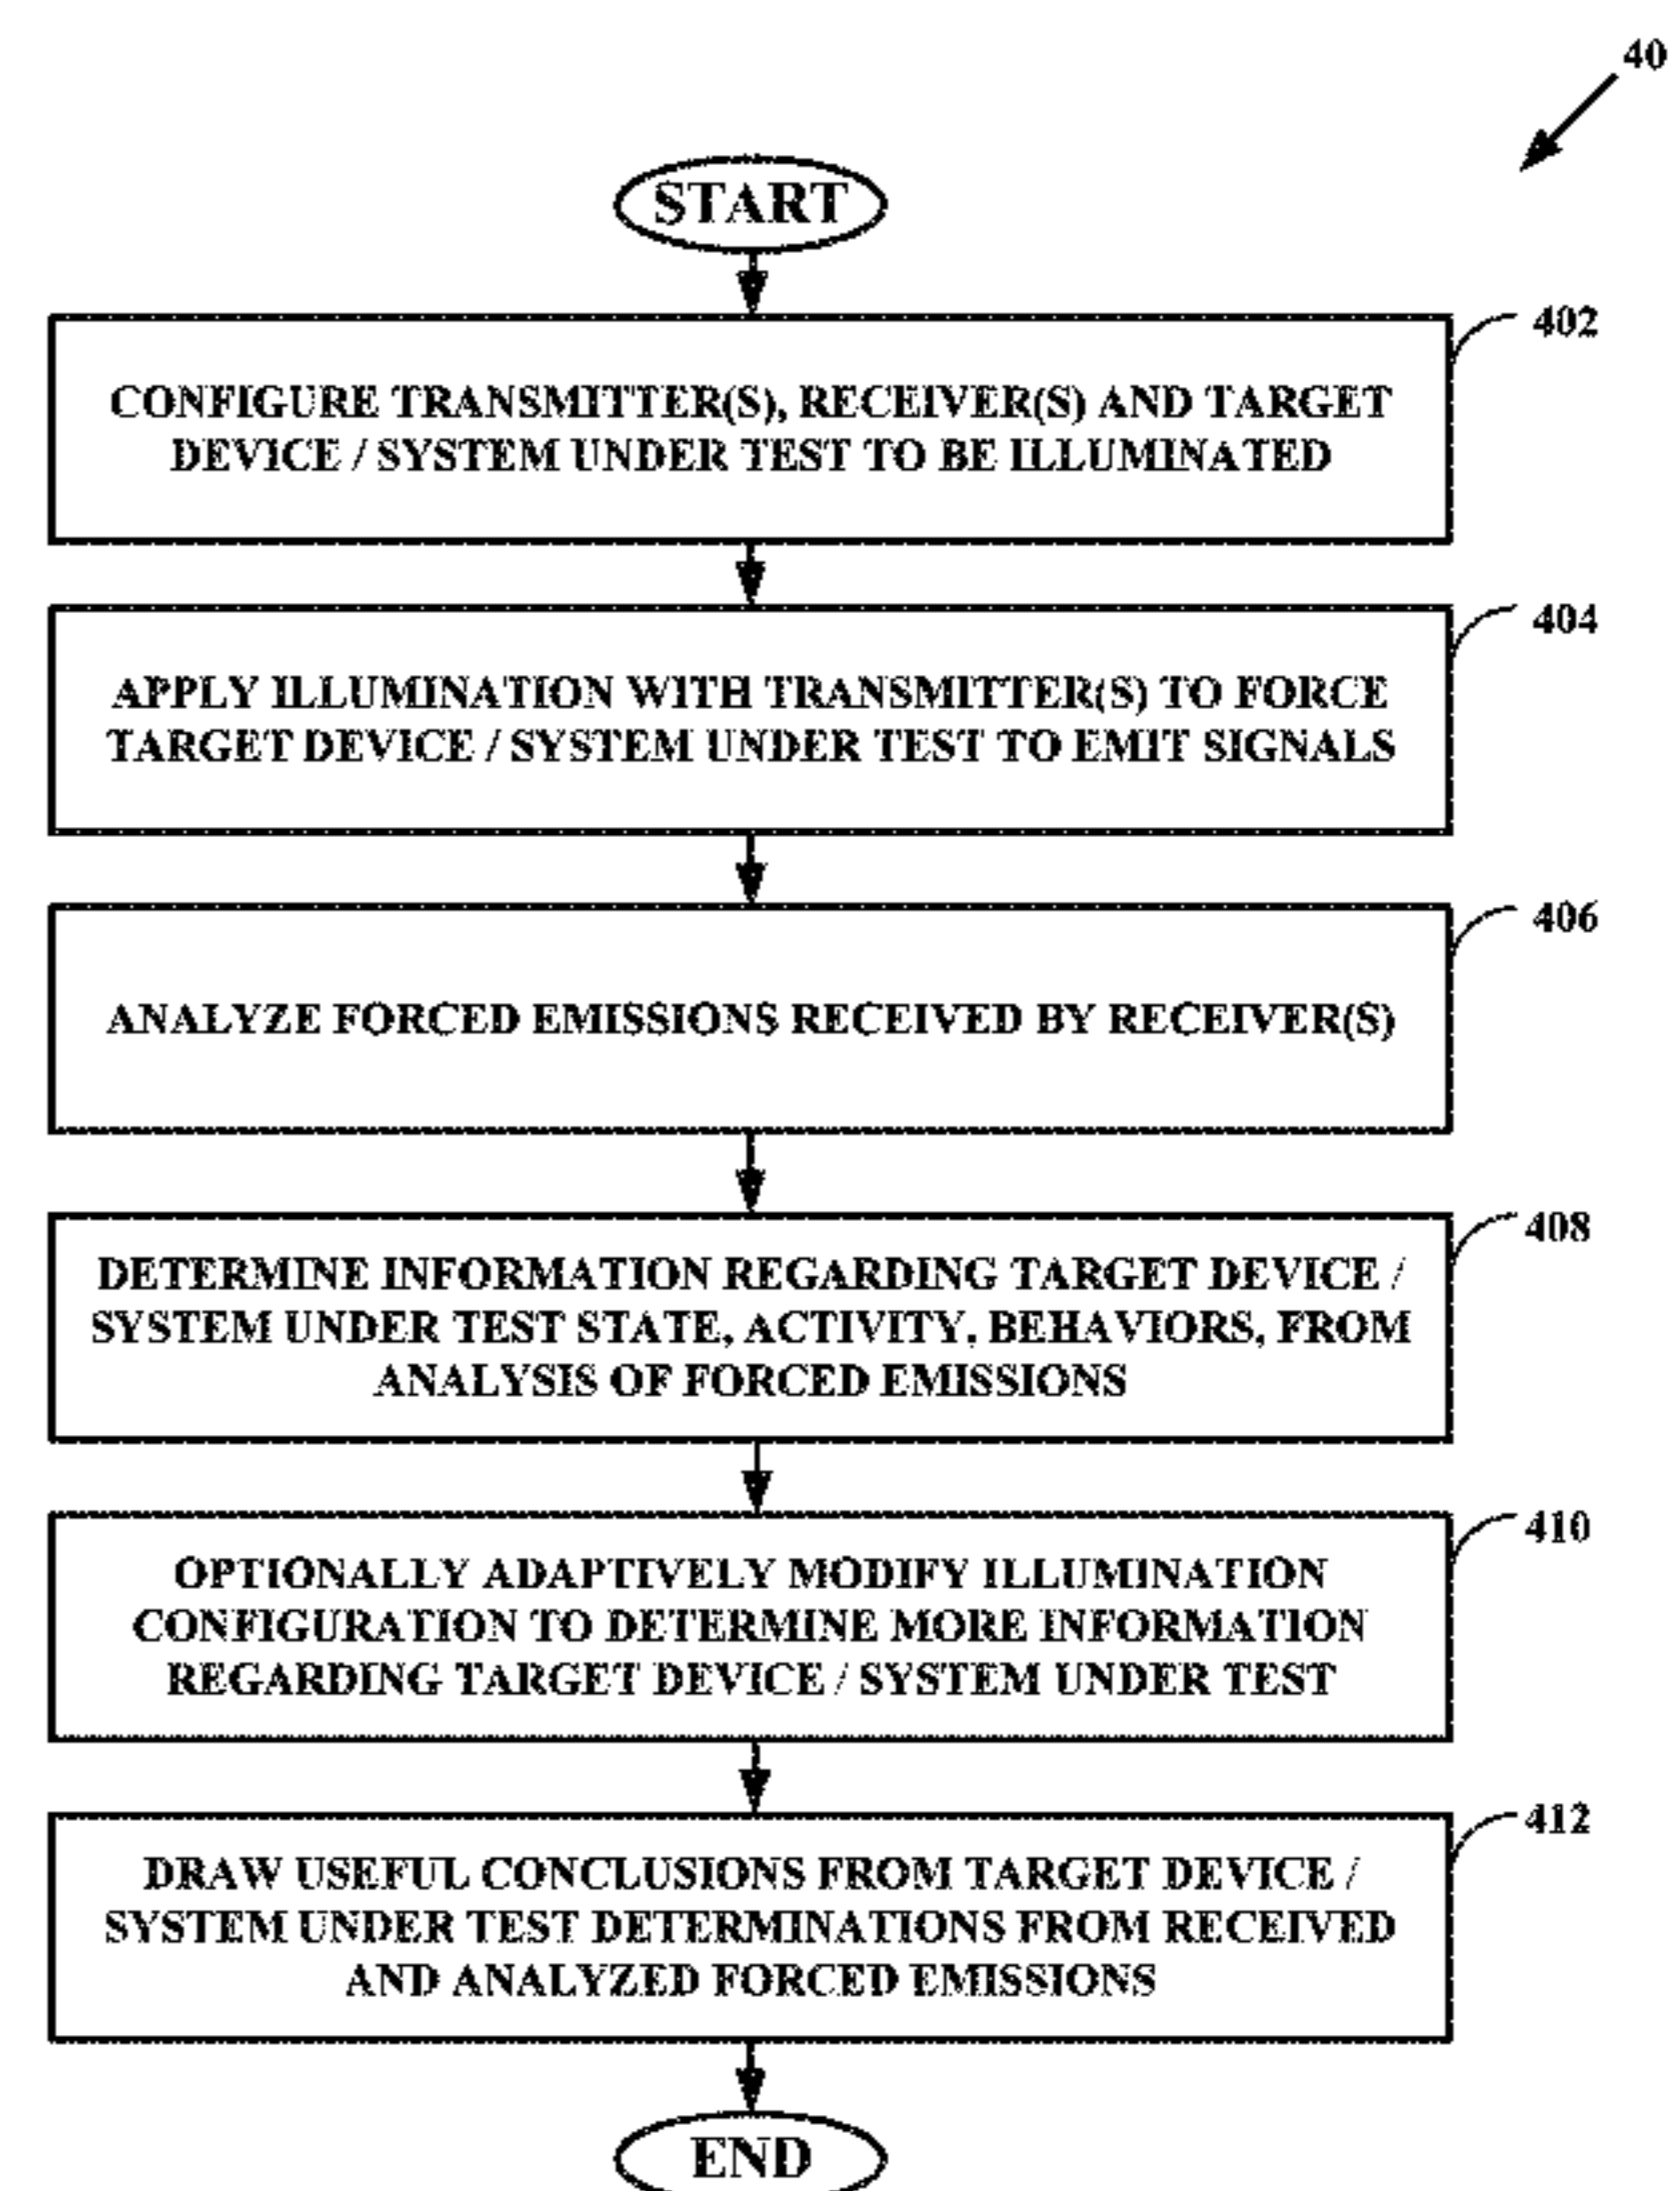 40
START
402
CONFIGURE TRANSMITTER(S), RECEIVER(S) AND TARGET
DEVICE / SYSTEM UNDER TEST TO BE ILLUMINATED
404
APPLY ILLUMINATION WITH TRANSMITTER(S) TO FORCE
TARGET DEVICE / SYSTEM UNDER TEST TO EMIT SIGNALS
406
ANALYZE FORCED EMISSIONS RECEIVED BY RECEIVER(S)
408
DETERMINE INFORMATION REGARDING TARGET DEVICE /
SYSTEM UNDER TEST STATE, ACTIVITY, BEHAVIORS, FROM
ANALYSIS OF FORCED EMISSIONS
410
OPTIONALLY ADAPTIVELY MODIFY ILLUMINATION
CONFIGURATION TO DETERMINE MORE INFORMATION
REGARDING TARGET DEVICE / SYSTEM UNDER TEST
412
DRAW USEFUL CONCLUSIONS FROM TARGET DEVICE /
SYSTEM UNDER TEST DETERMINATIONS FROM RECEIVED
AND ANALYZED FORCED EMISSIONS
END